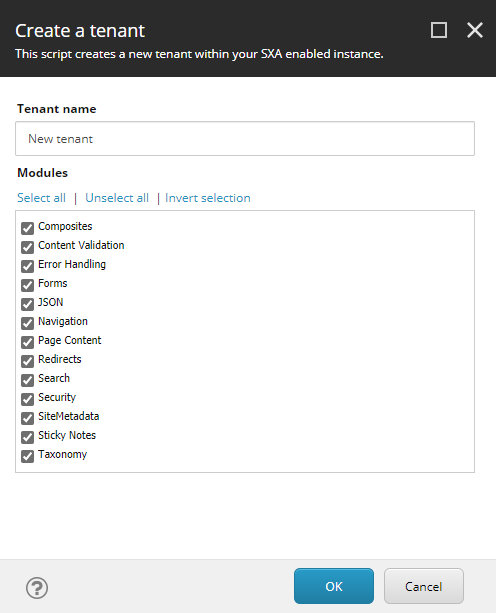 Create a tenant
This script creates a new tenant within your SXA enabled instance.
Tenant name
New tenant
Modules
Select all | Unselect all | Invert selection
Composites
Content Validation
Error Handling
Forms
JSON
Navigation
Page Content
Redirects
Search
Security
SiteMetadata
Sticky Notes
Taxonomy
? OK Cancel